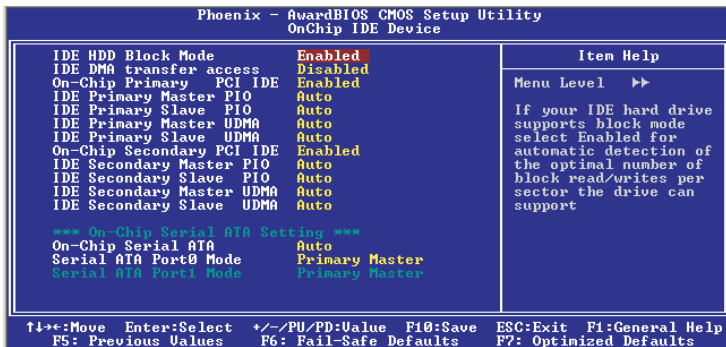 Phoenix - AwardBIOS CMOS Setup Utility
OnChip IDE Device
IDE HDD Block Mode Enabled
IDE DMA transfer access Disabled
On-Chip Primary PCI IDE Enabled
IDE Primary Master PIO Auto
IDE Primary Slave PIO Auto
IDE Primary Master UDMA Auto
IDE Primary Slave UDMA Auto
On-Chip Secondary PCI IDE Enabled
IDE Secondary Master PIO Auto
IDE Secondary Slave PIO Auto
IDE Secondary Master UDMA Auto
IDE Secondary Slave UDMA Auto
*** On-Chip Serial ATA Setting ***
On-Chip Serial ATA Auto
Serial ATA Port0 Mode Primary Master
Serial ATA Port1 Mode Primary Master
Item Help
Menu Level ►►
If your IDE hard drive
supports block mode
select Enabled for
automatic detection of
the optimal number of
block read/writes per
sector the drive can
support
↑↓→←:Move Enter:Select +/-/PU/PD:Value F10:Save ESC:Exit F1:General Help
F5: Previous Values F6: Fail-Safe Defaults F7: Optimized Defaults